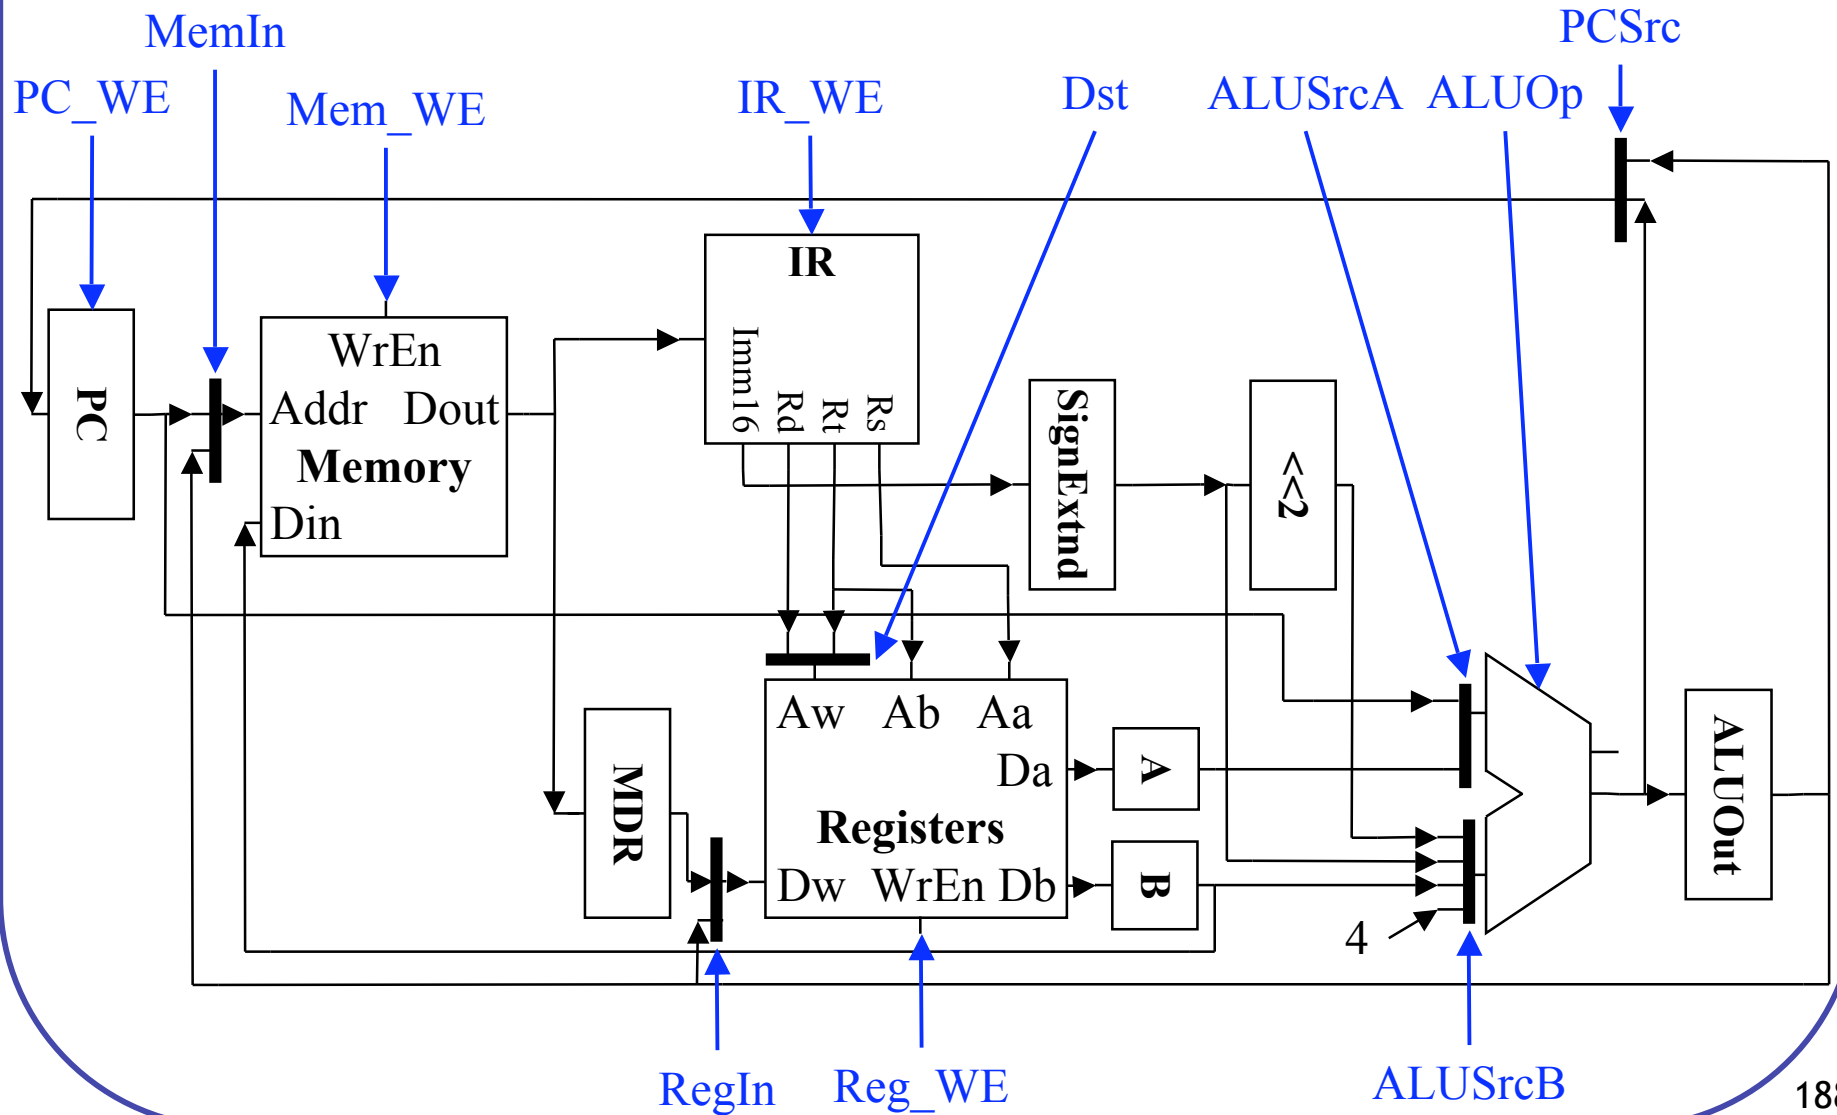 MemIn
PCSrc
PC_WE
Mem_WE
IR_WE
Dst
ALUSrcA
ALUOp
IR
Imm16
Rd
Rt
Rs
PC
WrEn
Addr
Dout
Memory
Din
SignExtnd
<<2
MDR
Aw
Ab
Aa
Da
Registers
Dw
WrEn
Db
A
B
4
ALUOut
RegIn
Reg_WE
ALUSrcB
188